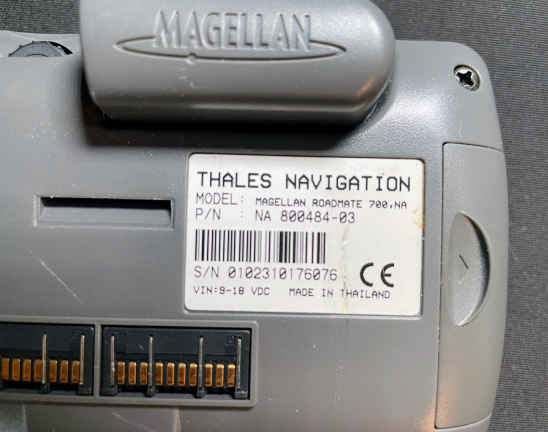 MAGELLAN
THALES NAVIGATION
MODEL: MAGELLAN ROADMATE 700,NA
P/N : NA 800484-03
S/N 0102310176076 CE
VIN:9-18 VDC MADE IN THAILAND